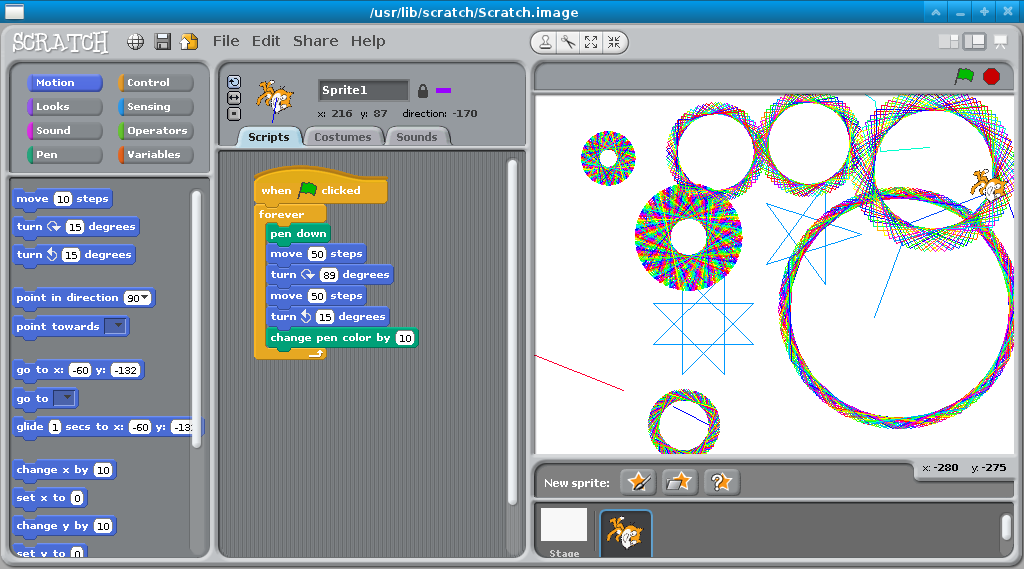 /usr/lib/scratch/Scratch.image
SCRATCH File Edit Share Help
Motion Control
Looks Sensing
Sound Operators
Pen Variables
Sprite1
x: 216 y: 87 direction: -170
Scripts Costumes Sounds
move 10 steps
turn 15 degrees
turn 15 degrees
point in direction 90
point towards
go to x: -60 y: -132
go to
glide 1 secs to x: -60 y: -13
change x by 10
set x to 0
change y by 10
set y to 0
when clicked
forever
pen down
move 50 steps
turn 89 degrees
move 50 steps
turn 15 degrees
change pen color by 10
x: -280 y: -275
New sprite:
Stage